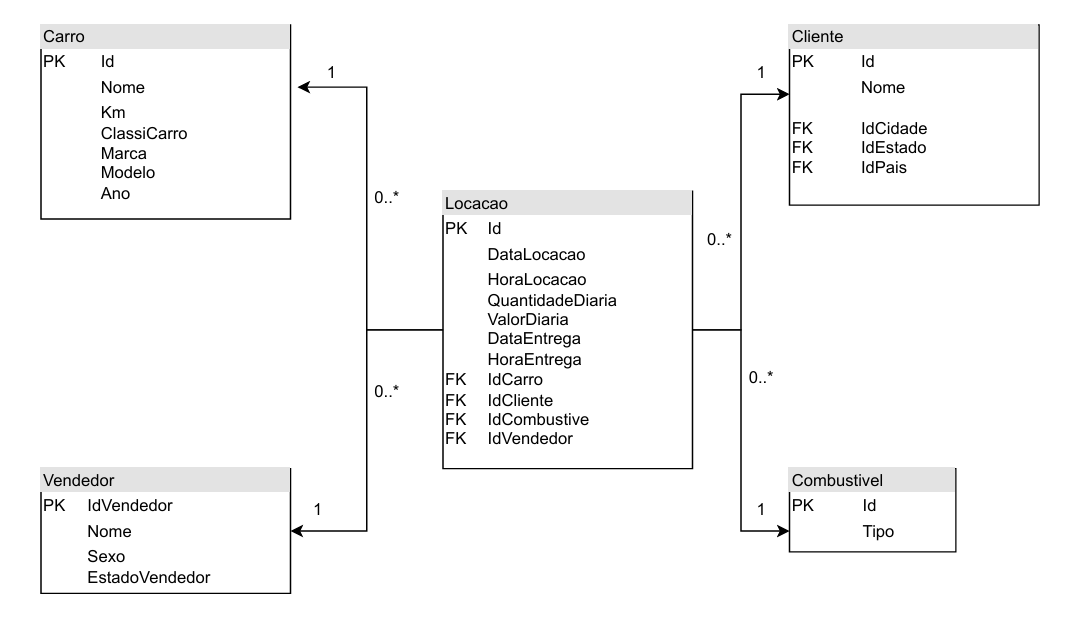 Carro
PK Id
Nome
Km
ClassiCarro
Marca
Modelo
Ano
1
0..*
Cliente
PK Id
Nome
FK IdCidade
FK IdEstado
FK IdPais
1
0..*
Locacao
PK Id
DataLocacao
HoraLocacao
QuantidadeDiaria
ValorDiaria
DataEntrega
HoraEntrega
FK IdCarro
FK IdCliente
FK IdCombustive
FK IdVendedor
0..*
1
Vendedor
PK IdVendedor
Nome
Sexo
EstadoVendedor
0..*
1
Combustivel
PK Id
Tipo